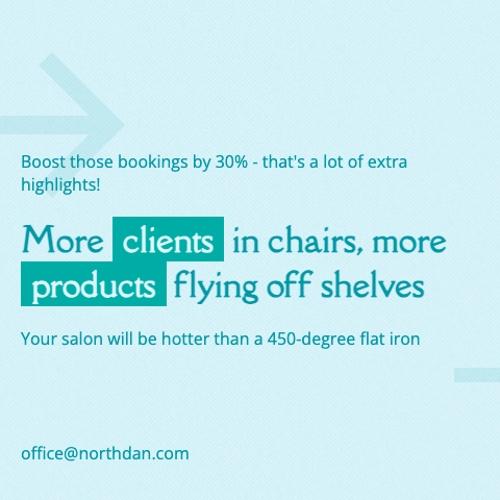 Boost those bookings by 30% - that's a lot of extra
highlights!
More clients in chairs, more
products flying off shelves
Your salon will be hotter than a 450-degree flat iron
office@northdan.com